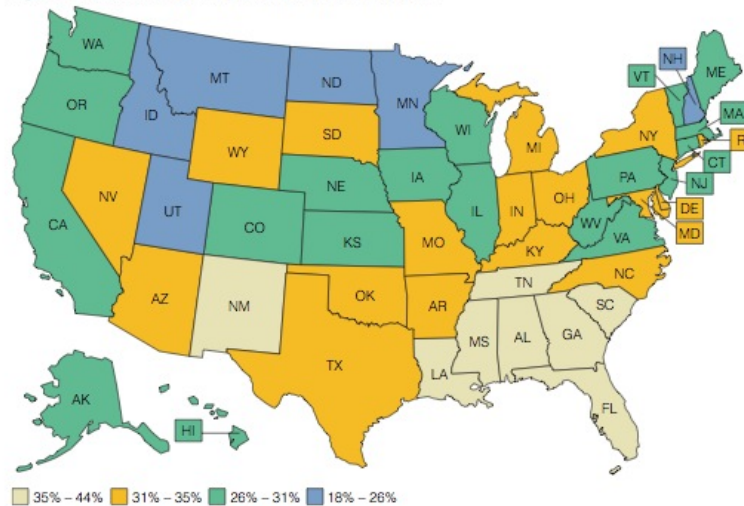 WA
MT
ND
MN
NH
VT
ME
OR
ID
SD
WI
MI
NY
MA
WY
NV
NE
IA
PA
CT
NJ
CA
UT
CO
IL
IN
OH
DE
KS
MO
WV
VA
MD
KY
AZ
NM
OK
AR
TN
NC
SC
TX
MS
AL
GA
LA
FL
AK
HI
35% – 44% 31% – 35% 26% – 31% 18% – 26%